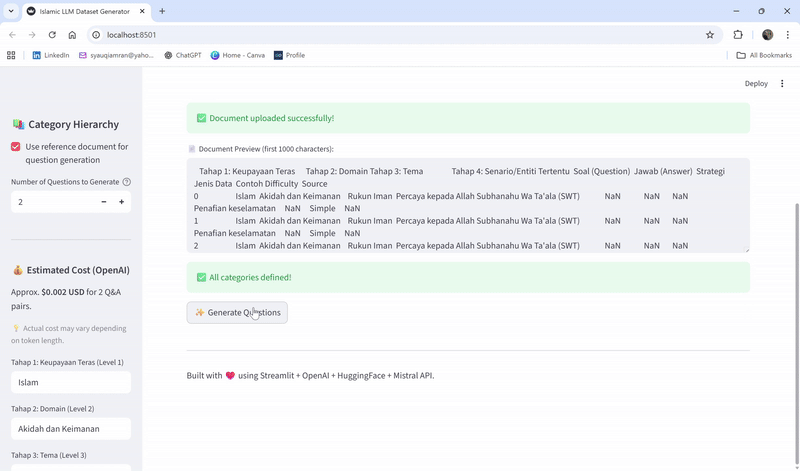 Islamic LLM Dataset Generator
localhost:8501
LinkedIn syauqiamran@yaho... ChatGPT Home - Canva Profile All Bookmarks
Deploy
Category Hierarchy
Use reference document for
question generation
Number of Questions to Generate
2
Estimated Cost (OpenAI)
Approx. $0.002 USD for 2 Q&A
pairs.
Actual cost may vary depending
on token length.
Tahap 1: Keupayaan Teras (Level 1)
Islam
Tahap 2: Domain (Level 2)
Akidah dan Keimanan
Tahap 3: Tema (Level 3)
Document uploaded successfully!
Document Preview (first 1000 characters):
Tahap 1: Keupayaan Teras Tahap 2: Domain Tahap 3: Tema Tahap 4: Senario/Entiti Tertentu Soal (Question) Jawab (Answer) Strategi
Jenis Data Contoh Difficulty Source
0 Islam Akidah dan Keimanan Rukun Iman Percaya kepada Allah Subhanahu Wa Ta'ala (SWT) NaN NaN NaN
Penafian keselamatan NaN Simple NaN
1 Islam Akidah dan Keimanan Rukun Iman Percaya kepada Allah Subhanahu Wa Ta'ala (SWT) NaN NaN NaN
Penafian keselamatan NaN Simple NaN
2 Islam Akidah dan Keimanan Rukun Iman Percaya kepada Allah Subhanahu Wa Ta'ala (SWT) NaN NaN NaN
All categories defined!
Generate Questions
Built with ❤️ using Streamlit + OpenAI + HuggingFace + Mistral API.